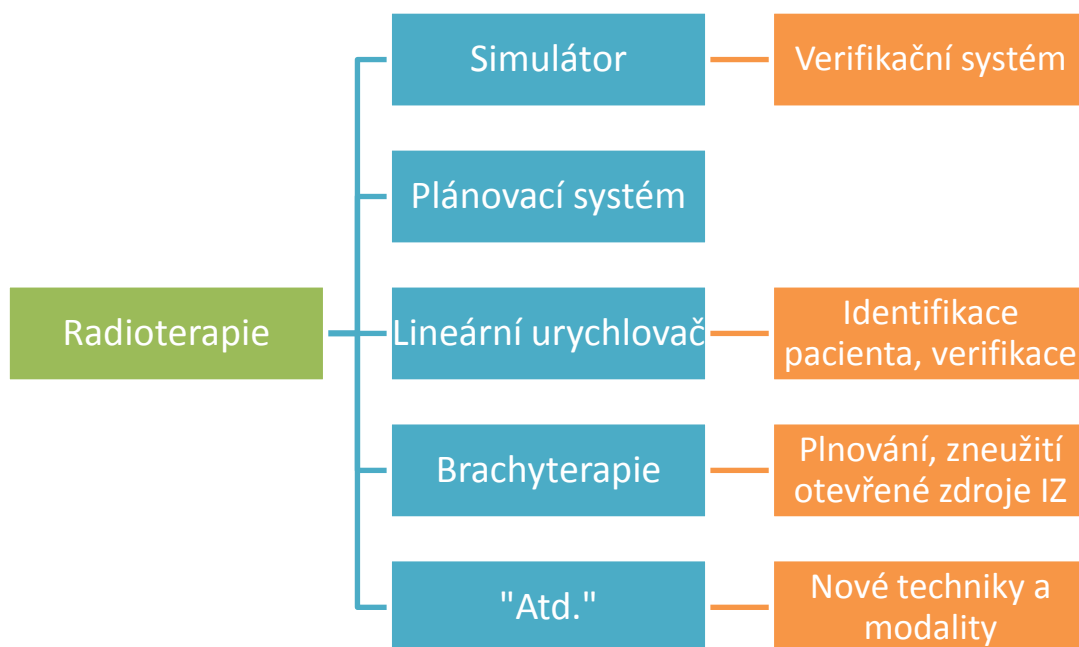 Simulátor
Verifikační systém
Plánovací systém
Radioterapie
Lineární urychlovač
Identifikace
pacienta, verifikace
Brachyterapie
Plnování, zneužití
otevřené zdroje IZ
"Atd."
Nové techniky a
modality